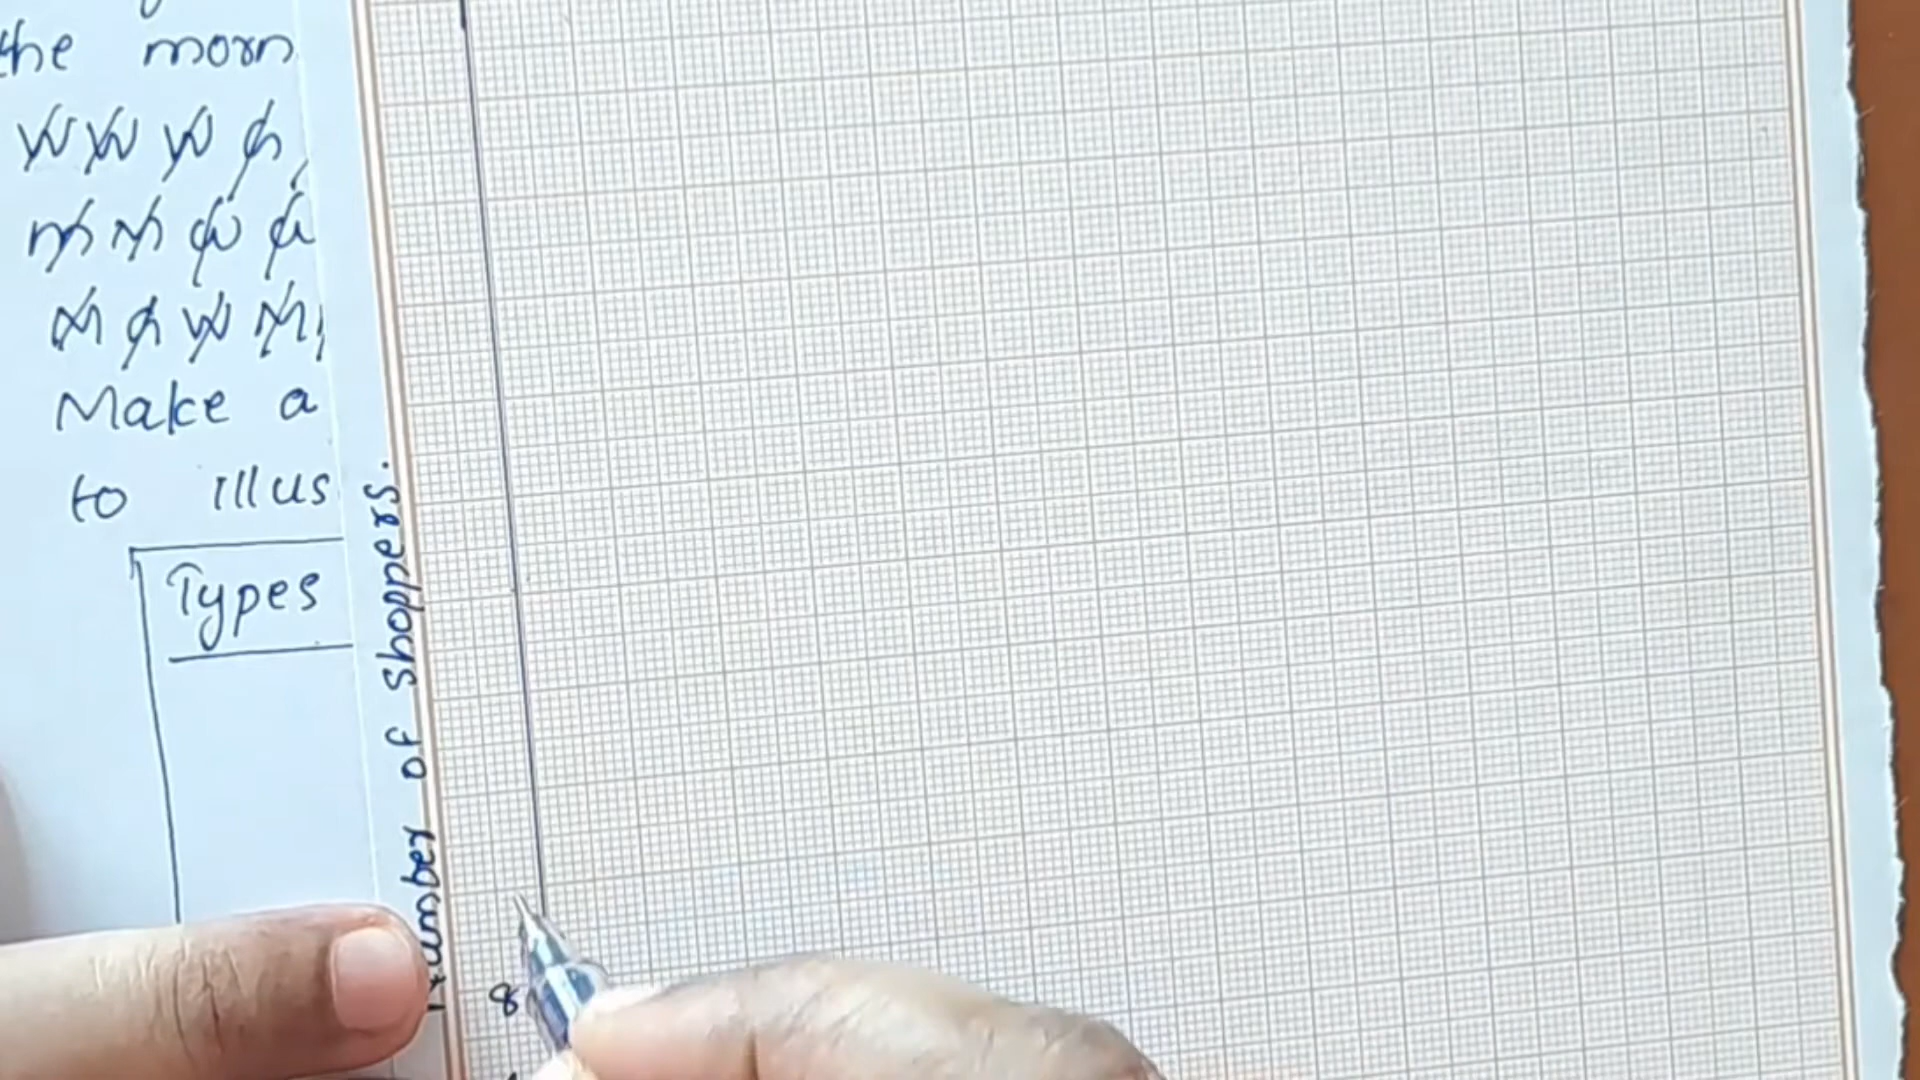 the morn
W W W
M M
M W M
Make a
to Illus
Types
Number of shoppers.
8